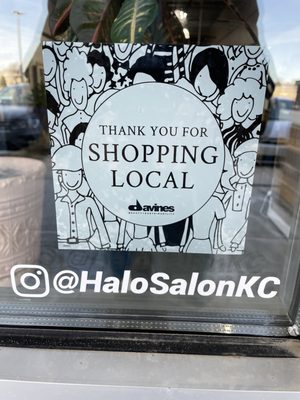 THANK YOU FOR
SHOPPING
LOCAL
davines
@HaloSalonKC